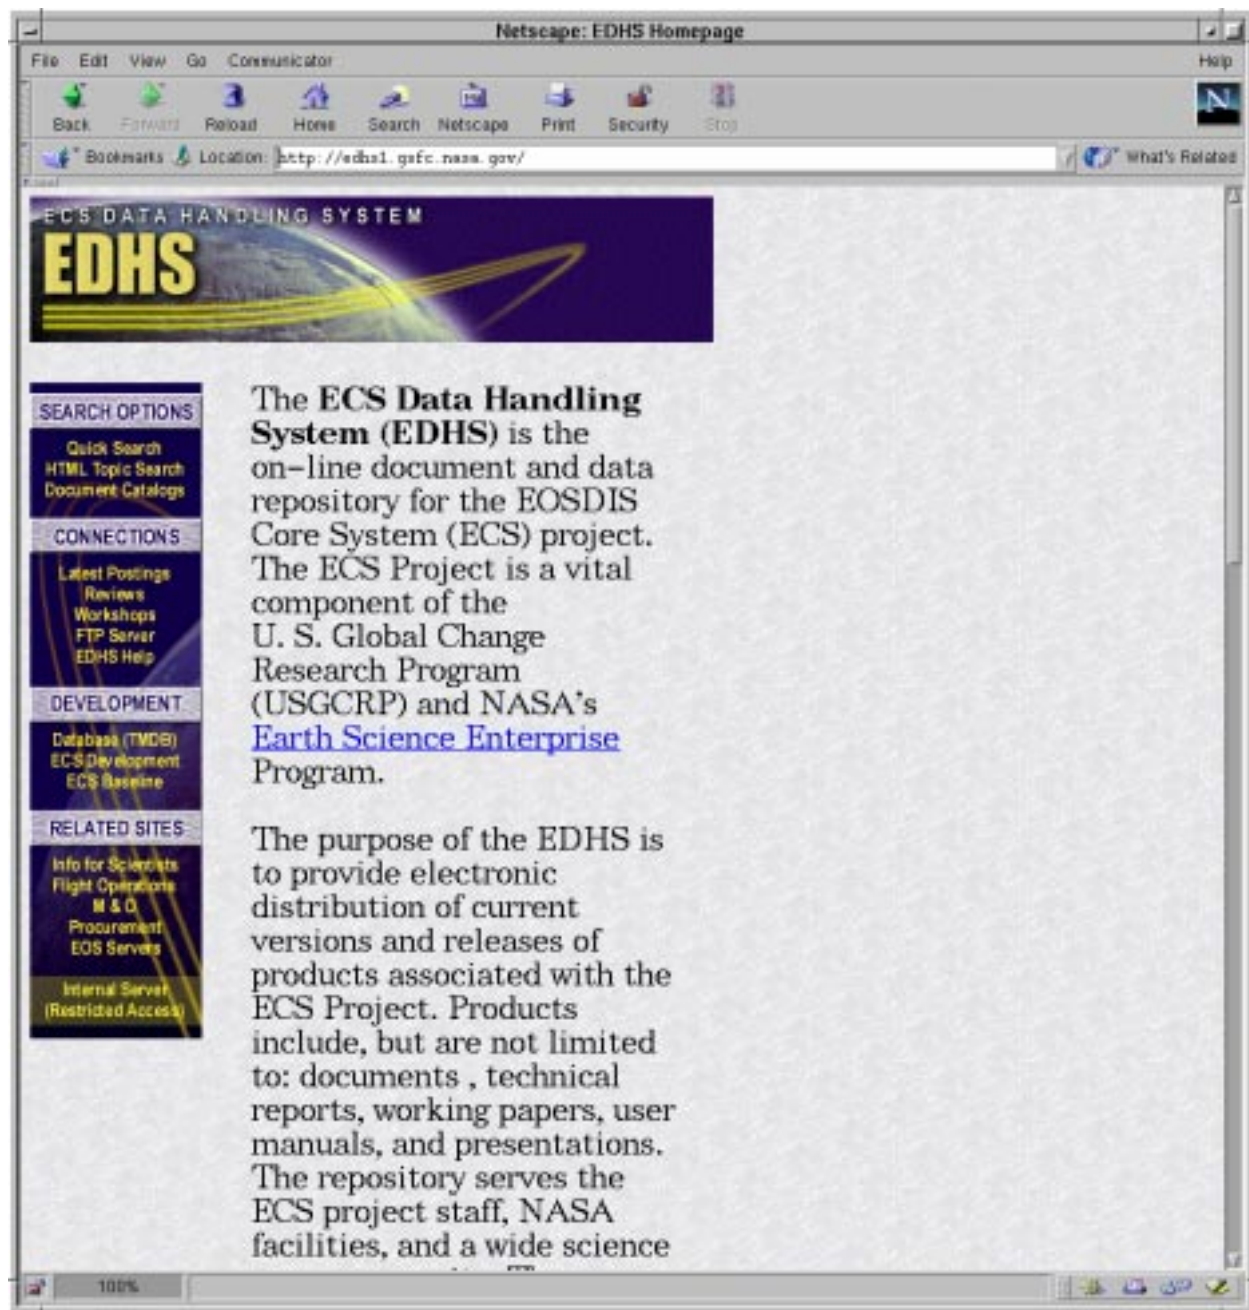 Netscape: EDHS Homepage
File Edit View Go Communicator Help
Back Forward Reload Home Search Netscape Print Security Stop
Bookmarks Location: http://edhs1.gsfc.nasa.gov/ What's Related
ECS DATA HANDLING SYSTEM
EDHS
SEARCH OPTIONS
Quick Search
HTML Topic Search
Document Catalogs
CONNECTIONS
Latest Postings
Reviews
Workshops
FTP Server
EDHS Help
DEVELOPMENT
Database (TMDB)
ECS Development
ECS Baseline
RELATED SITES
Info for Scientists
Flight Operations
M & O
Procurement
EOS Servers
Internal Server
(Restricted Access)
The ECS Data Handling
System (EDHS) is the
on-line document and data
repository for the EOSDIS
Core System (ECS) project.
The ECS Project is a vital
component of the
U. S. Global Change
Research Program
(USGCRP) and NASA's
Earth Science Enterprise
Program.
The purpose of the EDHS is
to provide electronic
distribution of current
versions and releases of
products associated with the
ECS Project. Products
include, but are not limited
to: documents , technical
reports, working papers, user
manuals, and presentations.
The repository serves the
ECS project staff, NASA
facilities, and a wide science
100%